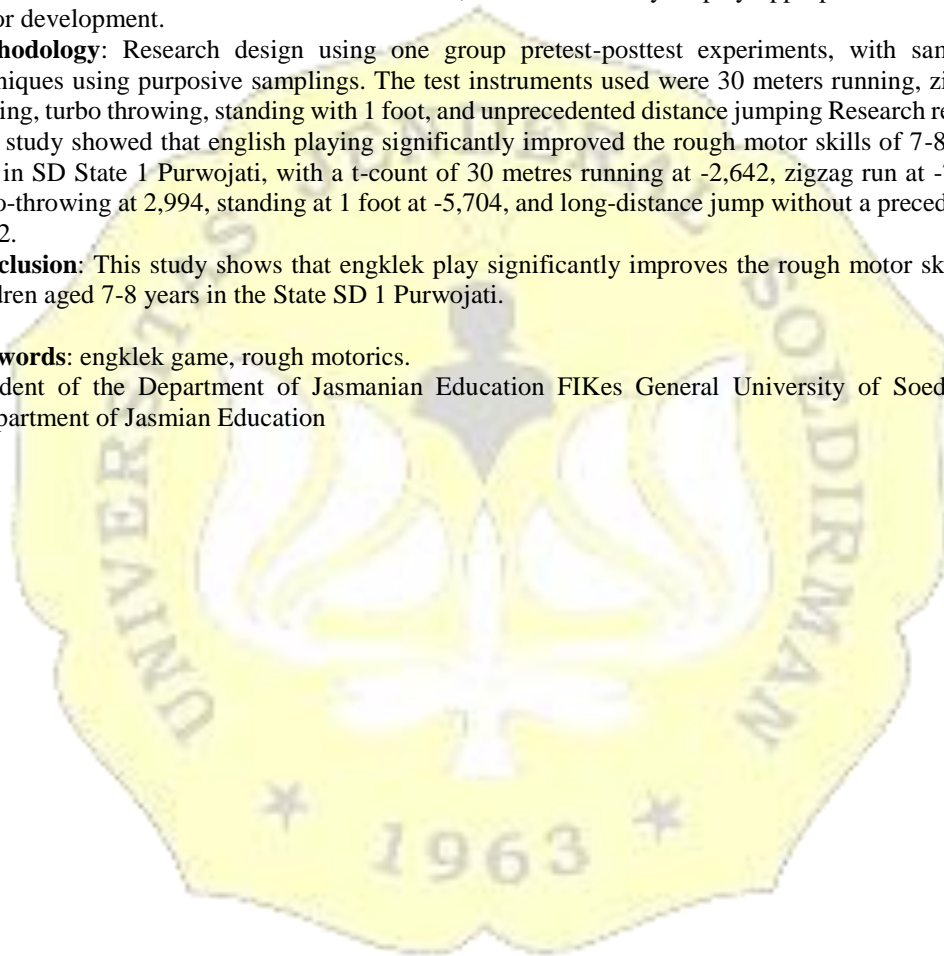 or development.
hodology: Research design using one group pretest-posttest experiments, with sam
niques using purposive samplings. The test instruments used were 30 meters running, zi
ing, turbo throwing, standing with 1 foot, and unprecedented distance jumping Research re
study showed that english playing significantly improved the rough motor skills of 7-8
in SD State 1 Purwojati, with a t-count of 30 metres running at -2,642, zigzag run at -
o-throwing at 2,994, standing at 1 foot at -5,704, and long-distance jump without a preced
2.
clusion: This study shows that engklek play significantly improves the rough motor sk
dren aged 7-8 years in the State SD 1 Purwojati.
words: engklek game, rough motorics.
dent of the Department of Jasmanian Education FIKes General University of Soed
partment of Jasmian Education
UNIVERSITAS JENDERAL SOEDIRMAN
1963